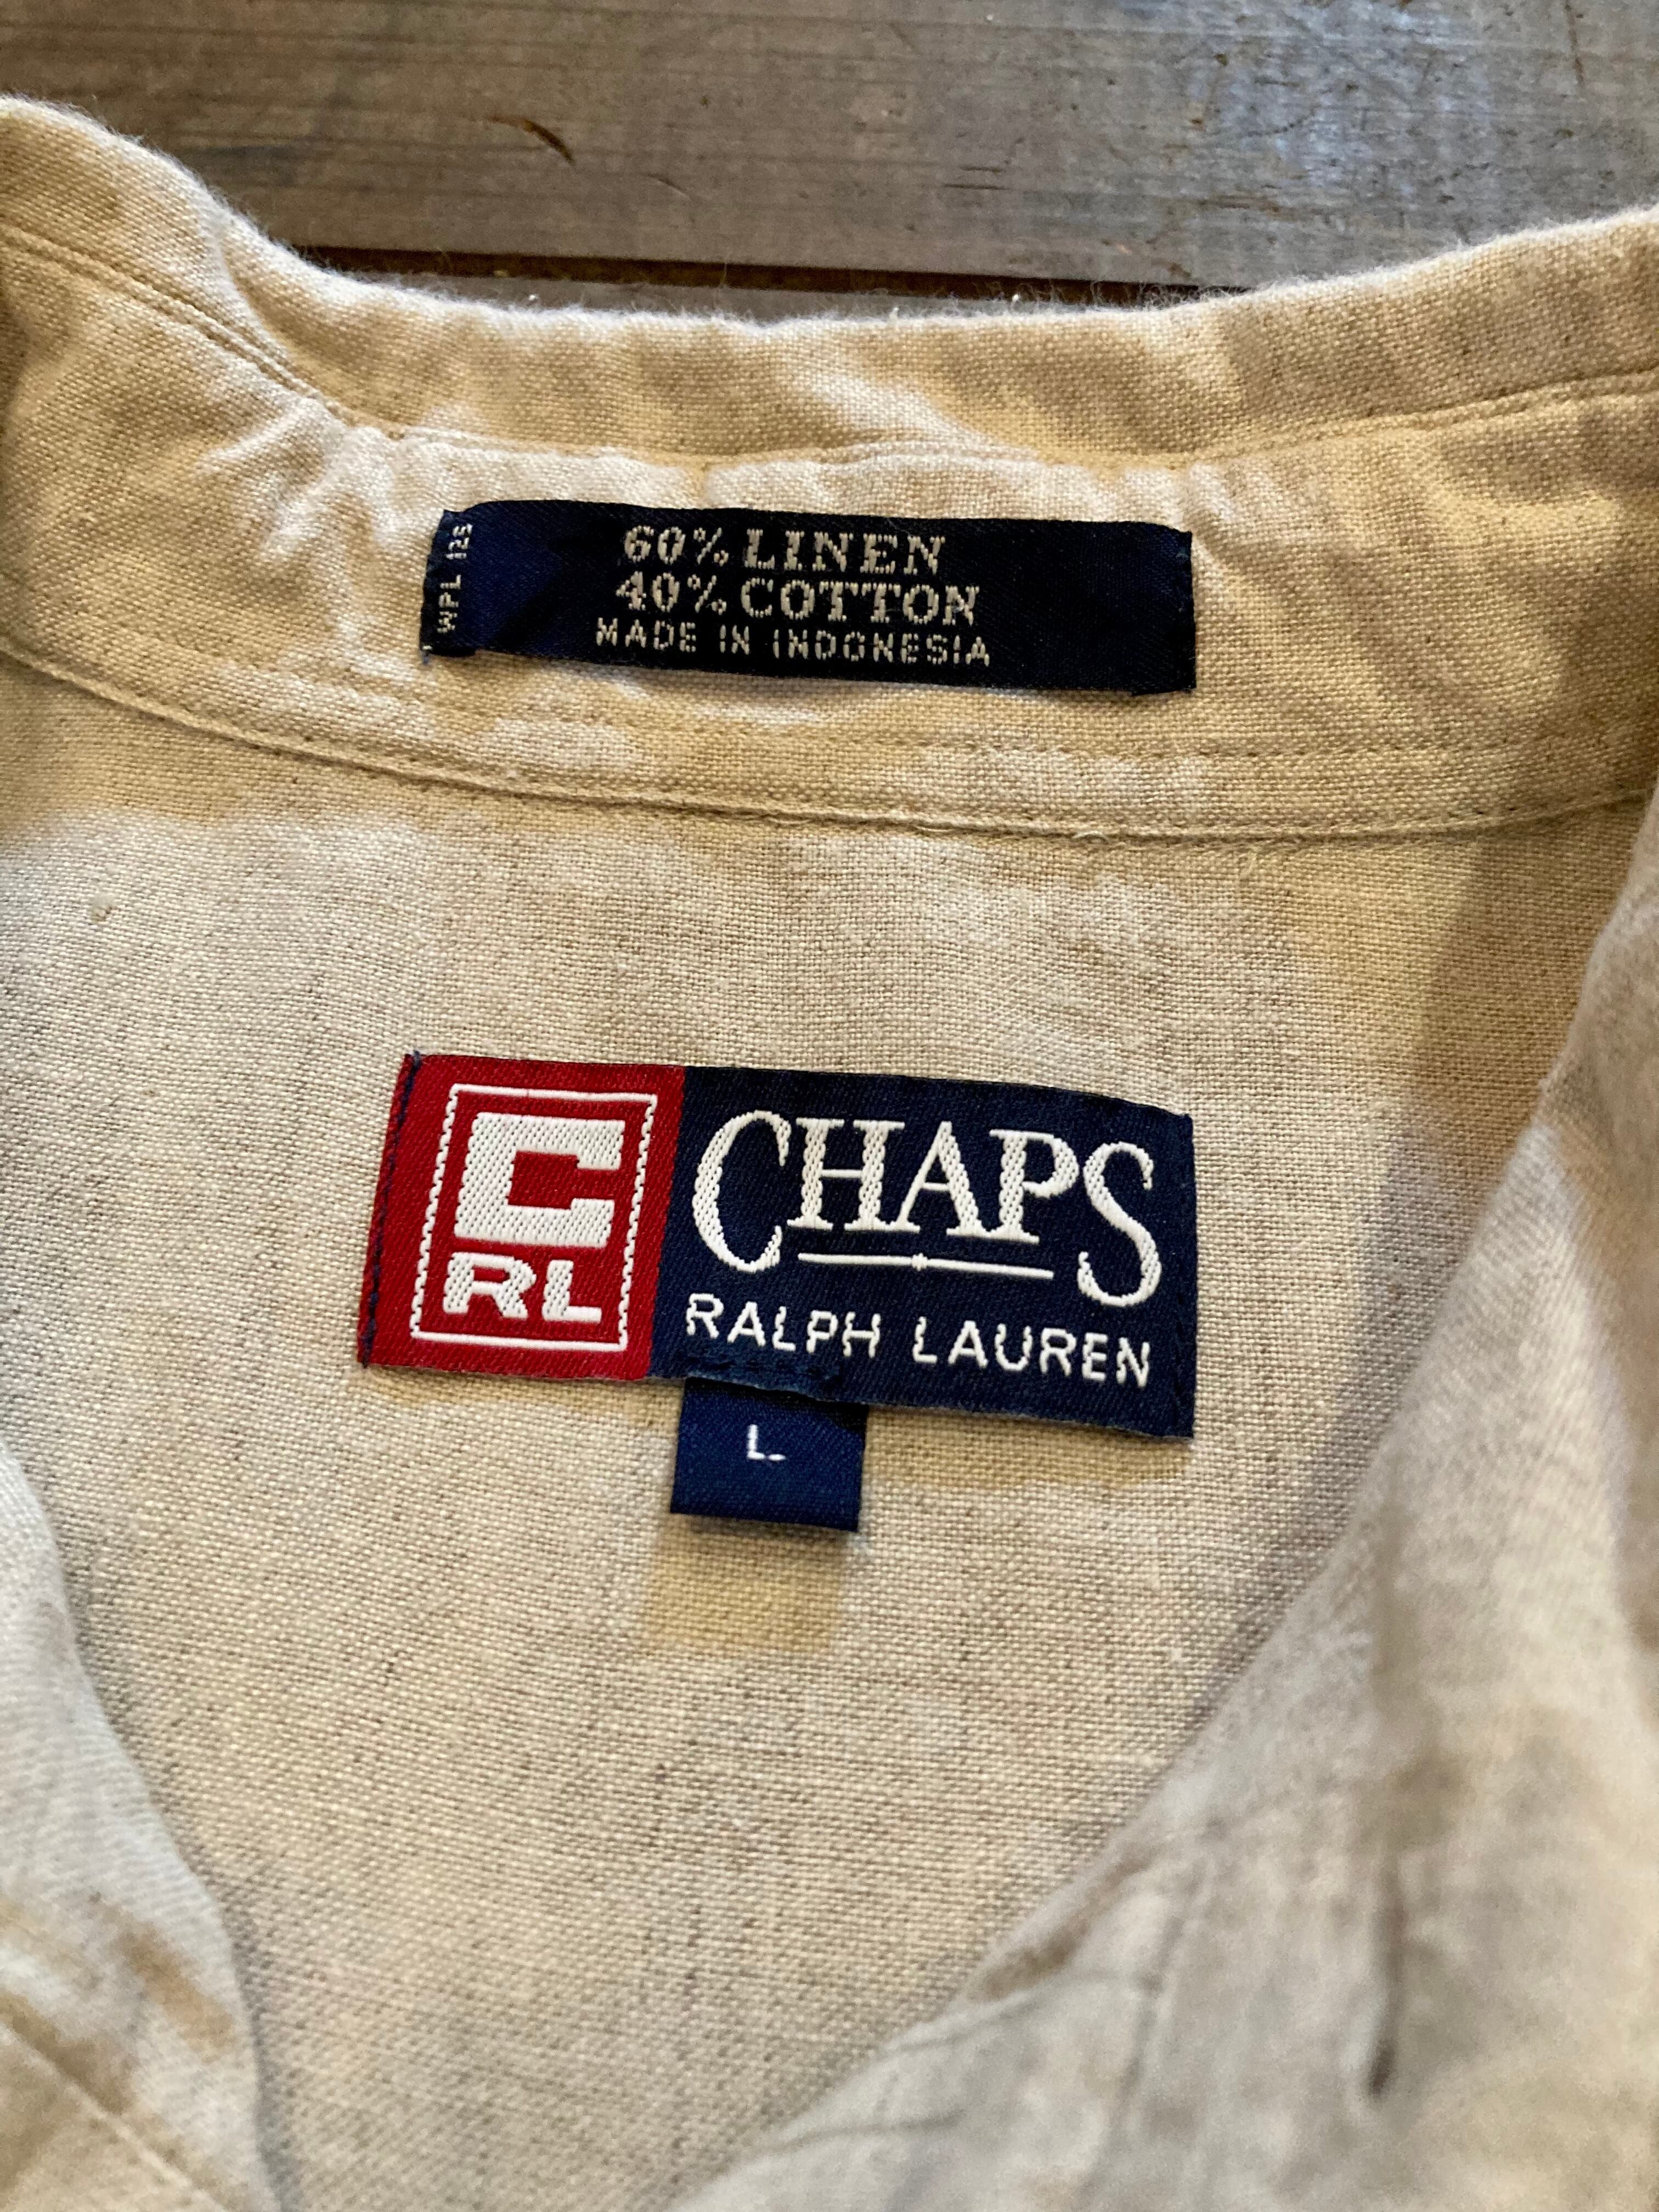 WPL 125
60% LINEN
40% COTTON
MADE IN INDONESIA
C
RL
CHAPS
RALPH LAUREN
L